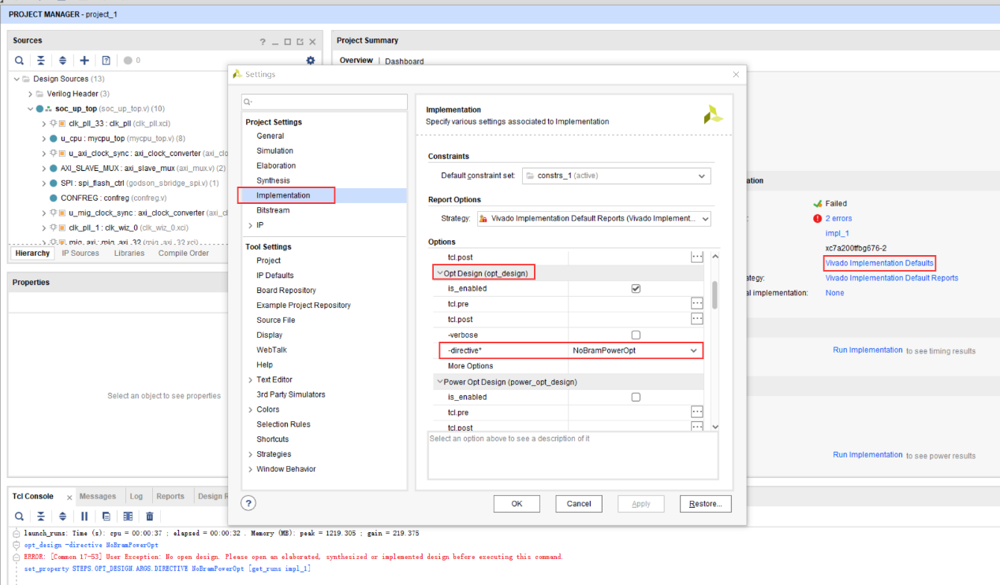 PROJECT MANAGER - project_1
Sources
? _
Project Summary
0
Overview | Dashboard
Design Sources (13)
Verilog Header (3)
soc_up_top (soc_up_top.v) (10)
clk_pll_33 : clk_pll (clk_pll.xci)
u_cpu : mycpu_top (mycpu_top.v) (8)
u_axi_clock_sync : axi_clock_converter (axi_clo
AXI_SLAVE_MUX : axi_slave_mux (axi_mux.v) (2)
SPI : spi_flash_ctrl (godson_sbridge_spi.v) (1)
CONFREG : confreg (confreg.v)
u_mig_clock_sync : axi_clock_converter (axi_c
clk_pll_1 : clk_wiz_0 (clk_wiz_0.xci)
mig_axi : mig_axi_32 (mig_axi_32.xci)
Hierarchy IP Sources Libraries Compile Order
Properties
Select an object to see properties
Settings
Project Settings
General
Simulation
Elaboration
Synthesis
Implementation
Bitstream
IP
Tool Settings
Project
IP Defaults
Board Repository
Example Project Repository
Source File
Display
WebTalk
Help
Text Editor
3rd Party Simulators
Colors
Selection Rules
Shortcuts
Strategies
Window Behavior
Implementation
Specify various settings associated to Implementation
Constraints
Default constraint set: constrs_1 (active)
Report Options
Strategy: Vivado Implementation Default Reports (Vivado Implement...
Options
tcl.post ...
Opt Design (opt_design)
is_enabled
tcl.pre ...
tcl.post ...
-verbose
-directive* NoBramPowerOpt
More Options
Power Opt Design (power_opt_design)
is_enabled
tcl.pre ...
tcl.post ...
Select an option above to see a description of it
? OK Cancel Apply Restore...
ation
Failed
: 2 errors
impl_1
xc7a200tfbg676-2
Vivado Implementation Defaults
ategy: Vivado Implementation Default Reports
al implementation: None
Run Implementation to see timing results
Run Implementation to see power results
Tcl Console Messages Log Reports Design R
launch_runs: Time (s): cpu = 00:00:37 ; elapsed = 00:00:32 . Memory (MB): peak = 1219.305 ; gain = 219.375
opt_design -directive NoBramPowerOpt
ERROR: [Common 17-53] User Exception: No open design. Please open an elaborated, synthesized or implemented design before executing this command.
set_property STEPS.OPT_DESIGN.ARGS.DIRECTIVE NoBramPowerOpt [get_runs impl_1]